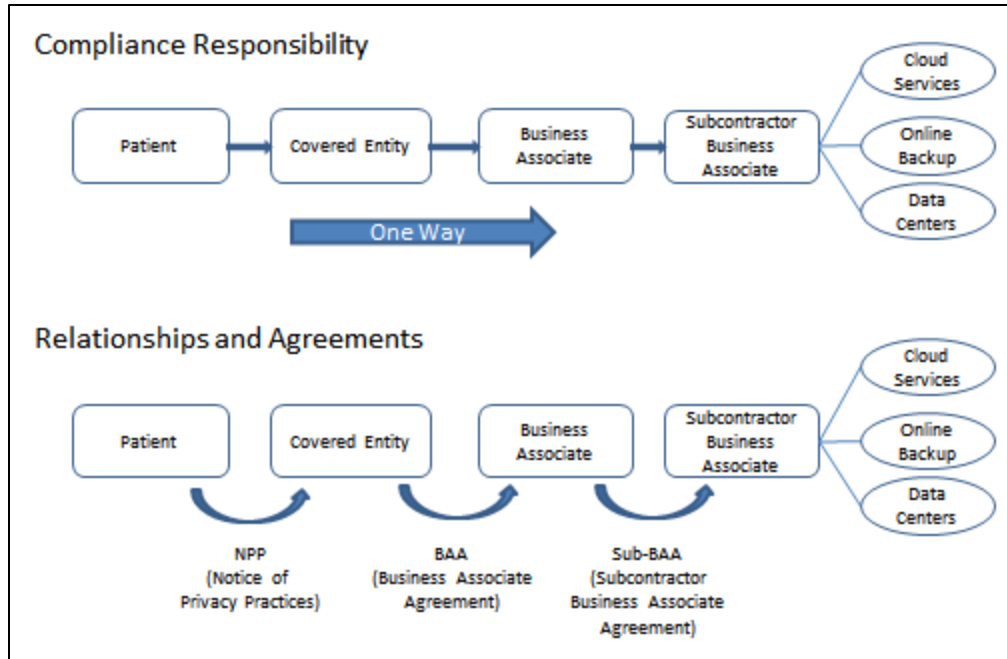 Compliance Responsibility
Patient
Covered Entity
Business
Associate
Subcontractor
Business
Associate
Cloud
Services
Online
Backup
Data
Centers
One Way
Relationships and Agreements
Patient
Covered Entity
Business
Associate
Subcontractor
Business
Associate
Cloud
Services
Online
Backup
Data
Centers
NPP
(Notice of
Privacy Practices)
BAA
(Business Associate
Agreement)
Sub-BAA
(Subcontractor
Business Associate
Agreement)